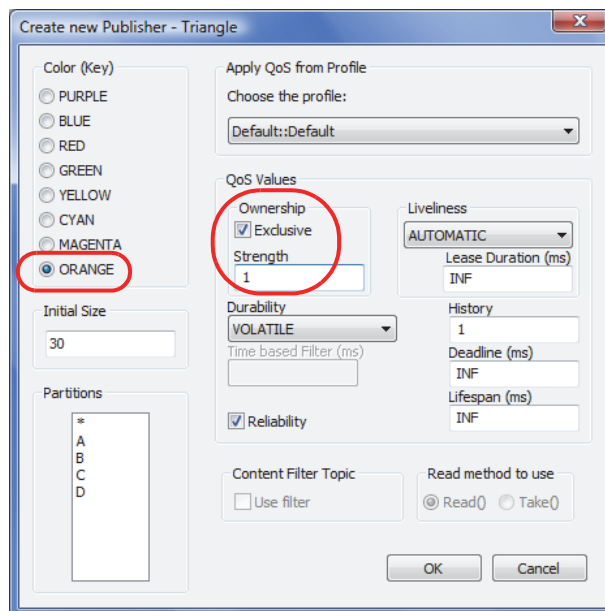 Create new Publisher - Triangle
Color (Key)
PURPLE
BLUE
RED
GREEN
YELLOW
CYAN
MAGENTA
ORANGE
Initial Size
30
Partitions
*
A
B
C
D
Apply QoS from Profile
Choose the profile:
Default::Default
QoS Values
Ownership
Exclusive
Strength
1
Liveliness
AUTOMATIC
Lease Duration (ms)
INF
Durability
VOLATILE
Time based Filter (ms)
Reliability
History
1
Deadline (ms)
INF
Lifespan (ms)
INF
Content Filter Topic
Use filter
Read method to use
Read()
Take()
OK
Cancel